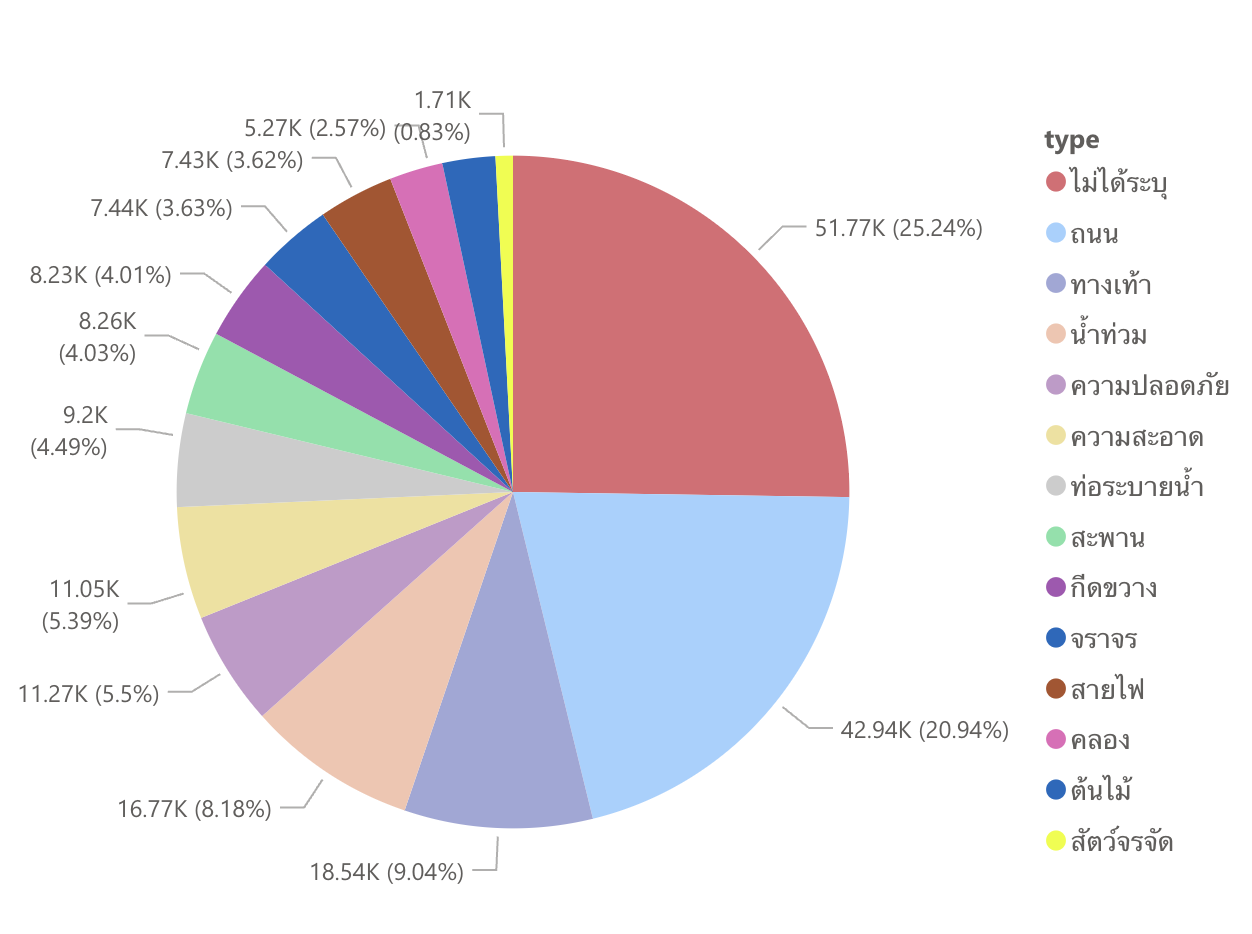 1.71K
(0.83%)
5.27K (2.57%)
7.43K (3.62%)
7.44K (3.63%)
8.23K (4.01%)
8.26K
(4.03%)
9.2K
(4.49%)
11.05K
(5.39%)
11.27K (5.5%)
16.77K (8.18%)
18.54K (9.04%)
42.94K (20.94%)
51.77K (25.24%)
type
ไม่ได้ระบุ
ถนน
ทางเท้า
น้ำท่วม
ความปลอดภัย
ความสะอาด
ท่อระบายน้ำ
สะพาน
กีดขวาง
จราจร
สายไฟ
คลอง
ต้นไม้
สัตว์จรจัด